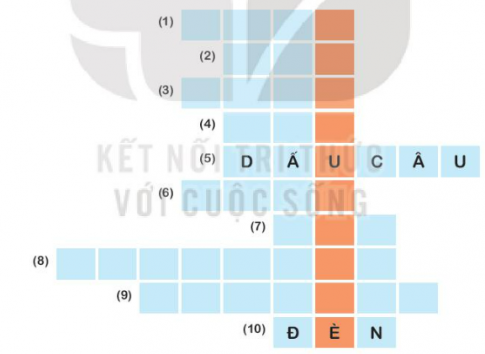 (1)
(2)
(3)
(4)
KẾT NỐI TRI THỨC
(5) D Ấ U C Â U
(6)
VỚI CUỘC SỐNG
(7)
(8)
(9)
(10) Đ È N